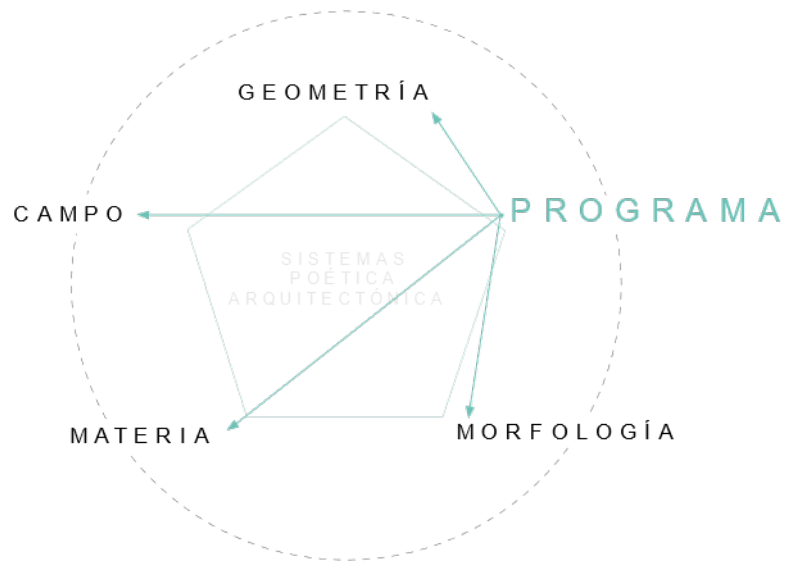 GEOMETRÍA
CAMPO
PROGRAMA
SISTEMAS
POÉTICA
ARQUITECTÓNICA
MATERIA
MORFOLOGÍA